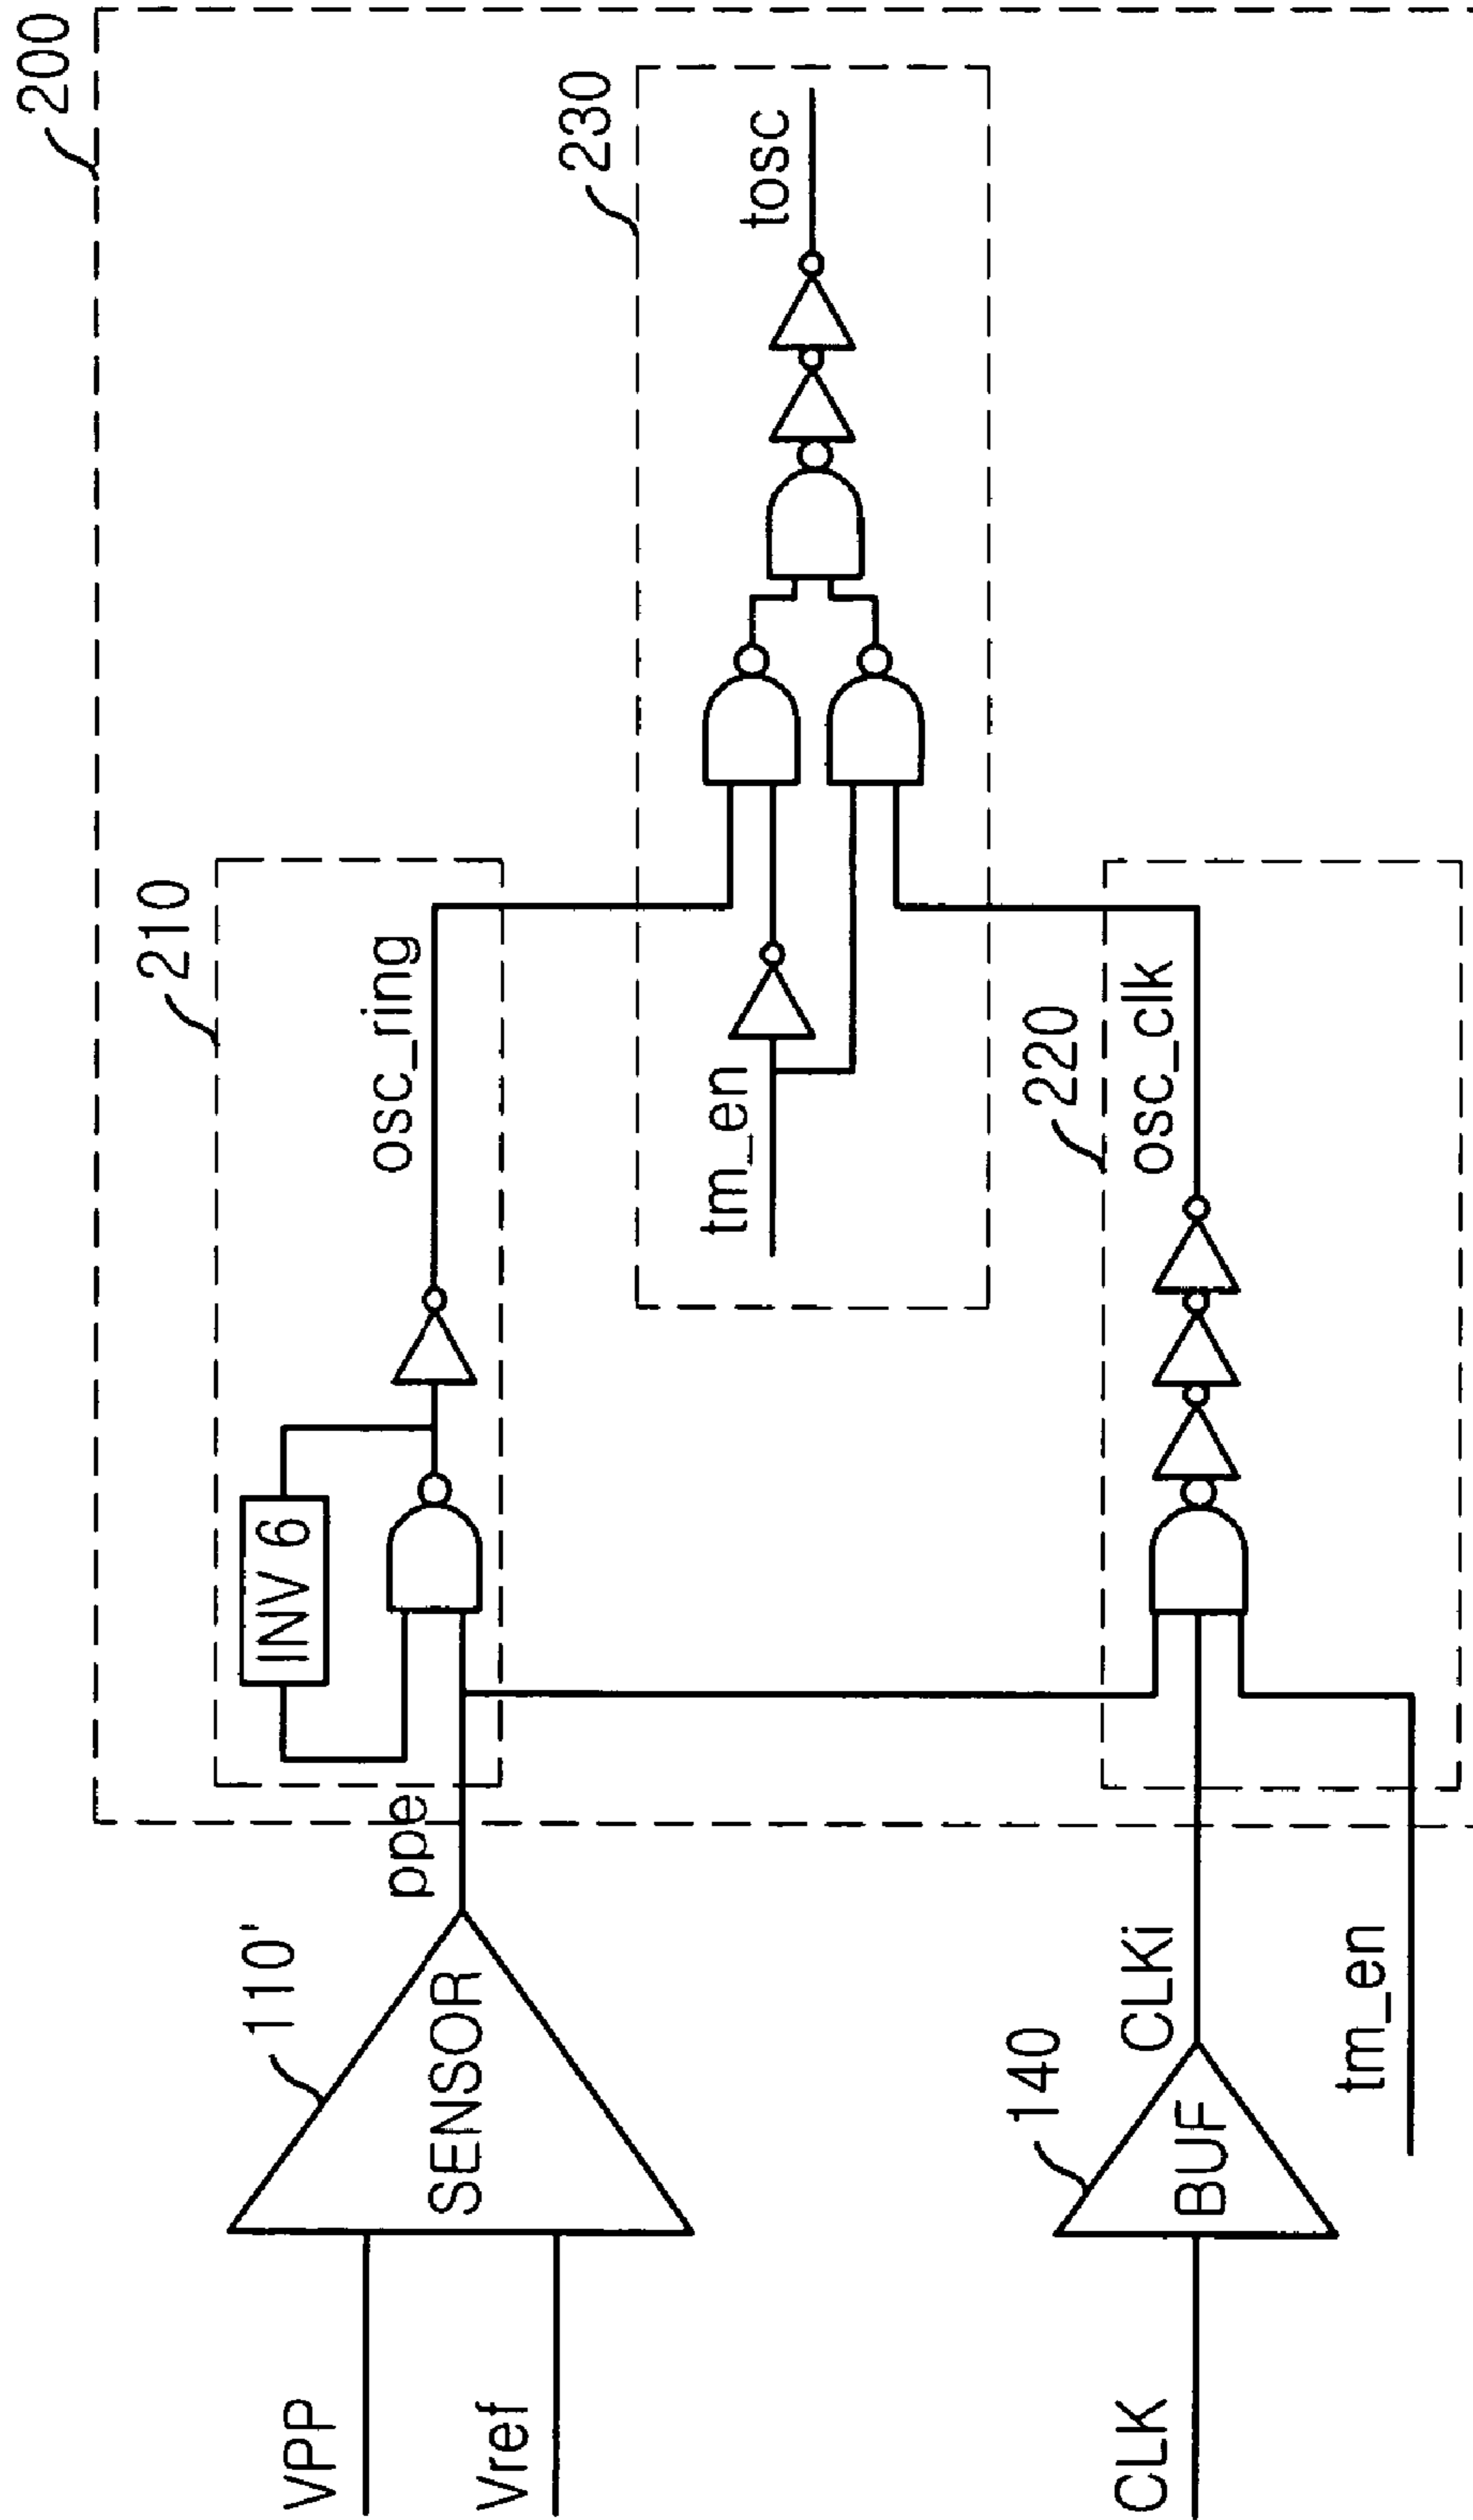 200
210
INV 6
osc_ring
230
tm_en
tosc
110'
VPP
Vref
SENSOR
ppe
220
osc_clk
140
CLK
BUF
CLKi
tm_en